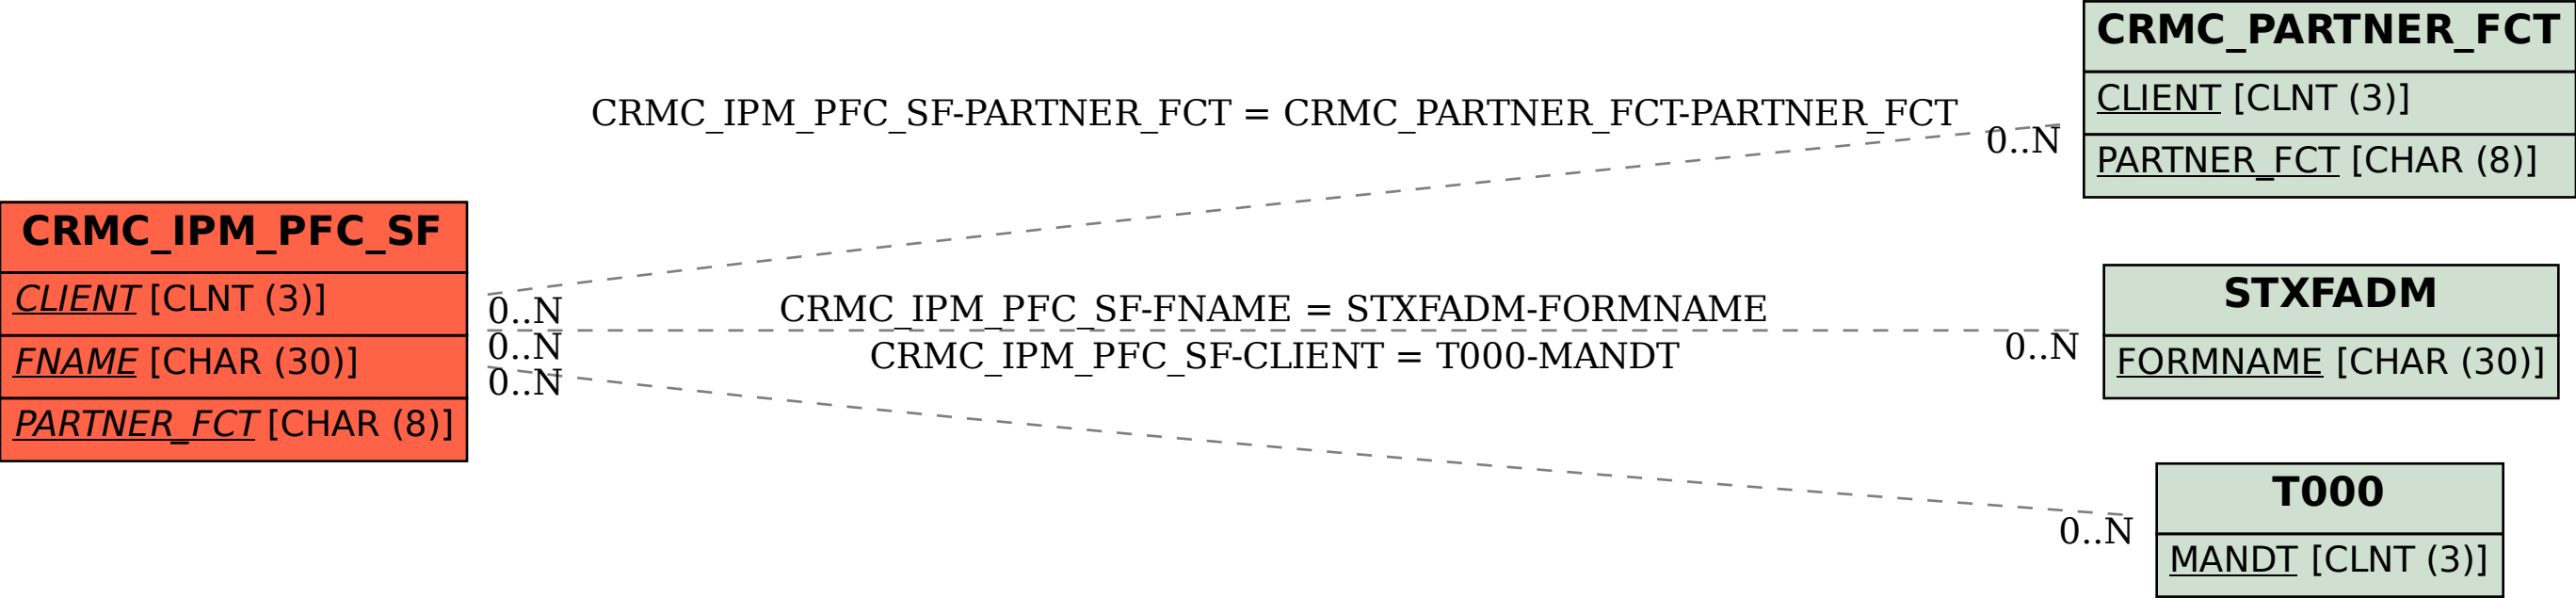 CRMC_IPM_PFC_SF
CLIENT [CLNT (3)]
FNAME [CHAR (30)]
PARTNER_FCT [CHAR (8)]
CRMC_IPM_PFC_SF-PARTNER_FCT = CRMC_PARTNER_FCT-PARTNER_FCT
0..N
0..N
CRMC_IPM_PFC_SF-FNAME = STXFADM-FORMNAME
0..N
0..N
CRMC_IPM_PFC_SF-CLIENT = T000-MANDT
0..N
0..N
CRMC_PARTNER_FCT
CLIENT [CLNT (3)]
PARTNER_FCT [CHAR (8)]
STXFADM
FORMNAME [CHAR (30)]
T000
MANDT [CLNT (3)]